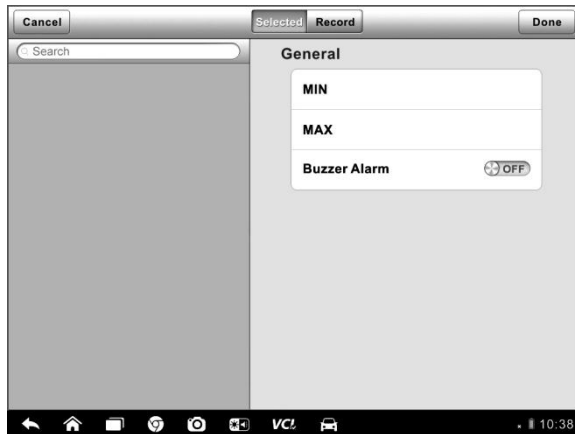 Cancel
Selected Record
Done
Search
General
MIN
MAX
Buzzer Alarm OFF
VCI 10:38